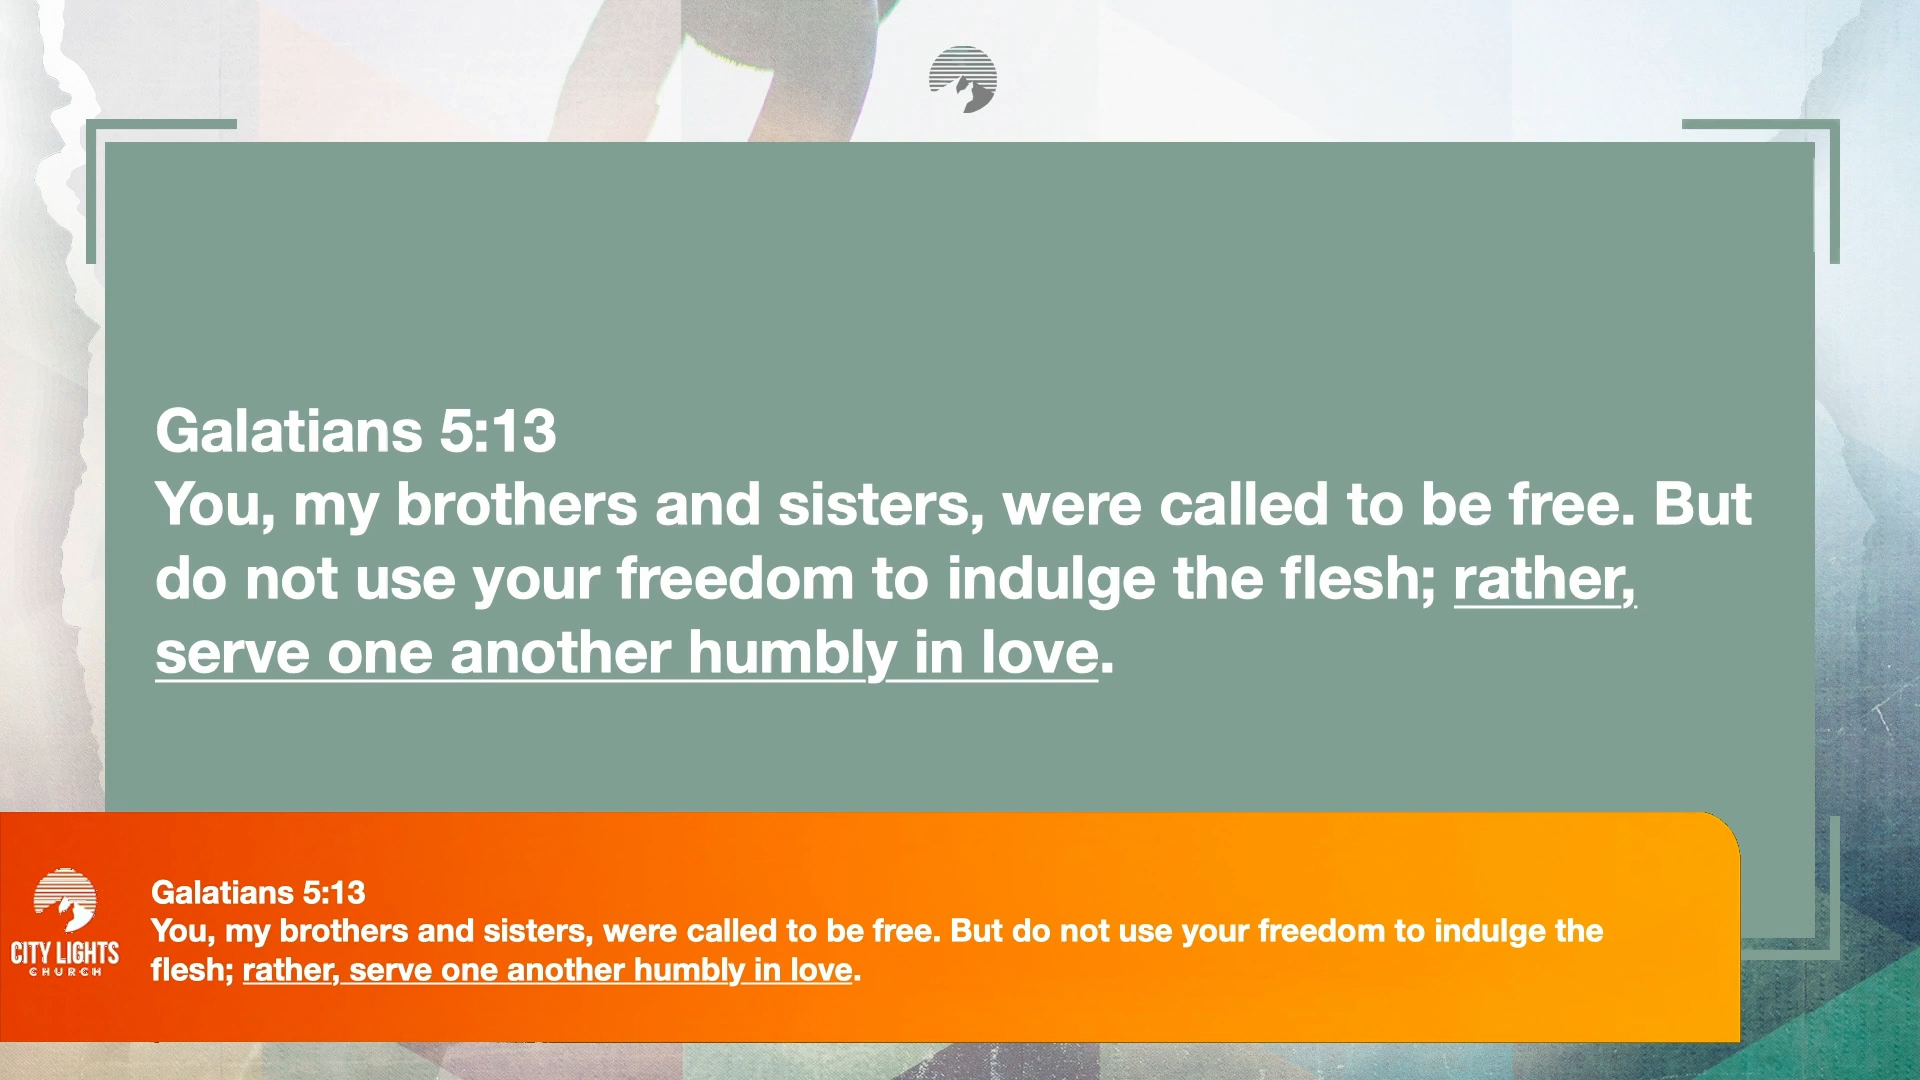 Galatians 5:13
You, my brothers and sisters, were called to be free. But
do not use your freedom to indulge the flesh; rather,
serve one another humbly in love.
CITY LIGHTS
CHURCH
Galatians 5:13
You, my brothers and sisters, were called to be free. But do not use your freedom to indulge the
flesh; rather, serve one another humbly in love.